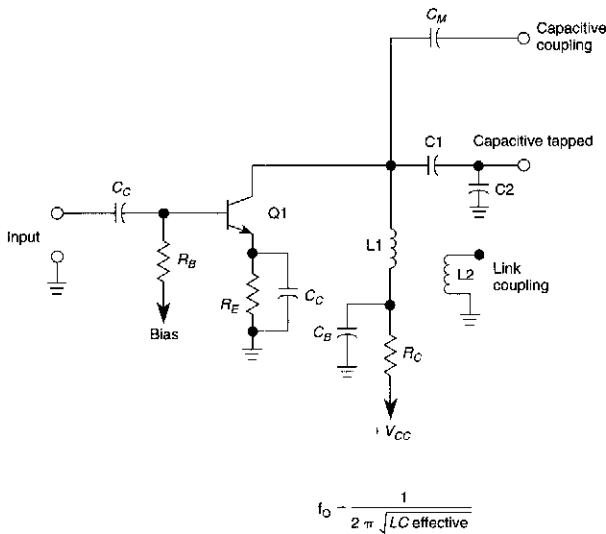 C_M
Capacitive
coupling
C1
Capacitive tapped
C2
C_C
Q1
Input
R_B
Bias
R_E
C_C
L1
L2
Link
coupling
C_B
R_C
+ V_CC
f_O - 1 / 2 π √LC effective